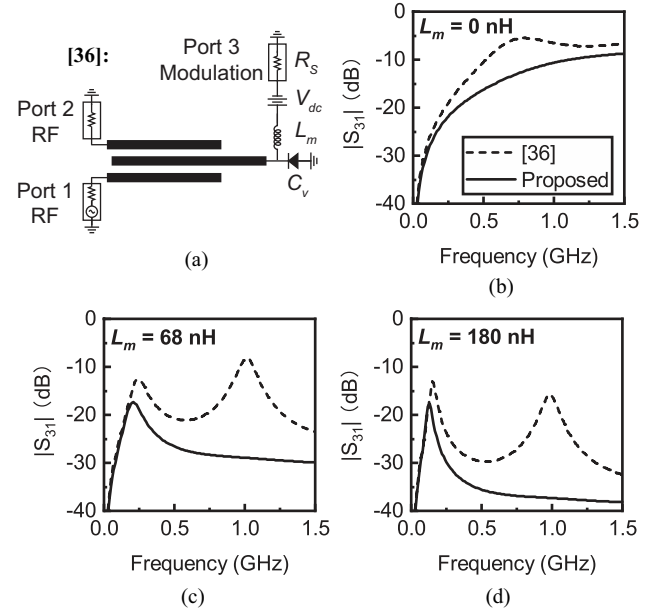 [36]:
Port 3
Modulation
R_S
V_dc
L_m
C_v
Port 2
RF
Port 1
RF
(a)
L_m = 0 nH
|S_31| (dB)
0
-10
-20
-30
-40
[36]
Proposed
0.0 0.5 1.0 1.5
Frequency (GHz)
(b)
L_m = 68 nH
|S_31| (dB)
0
-10
-20
-30
-40
0.0 0.5 1.0 1.5
Frequency (GHz)
(c)
L_m = 180 nH
|S_31| (dB)
0
-10
-20
-30
-40
0.0 0.5 1.0 1.5
Frequency (GHz)
(d)